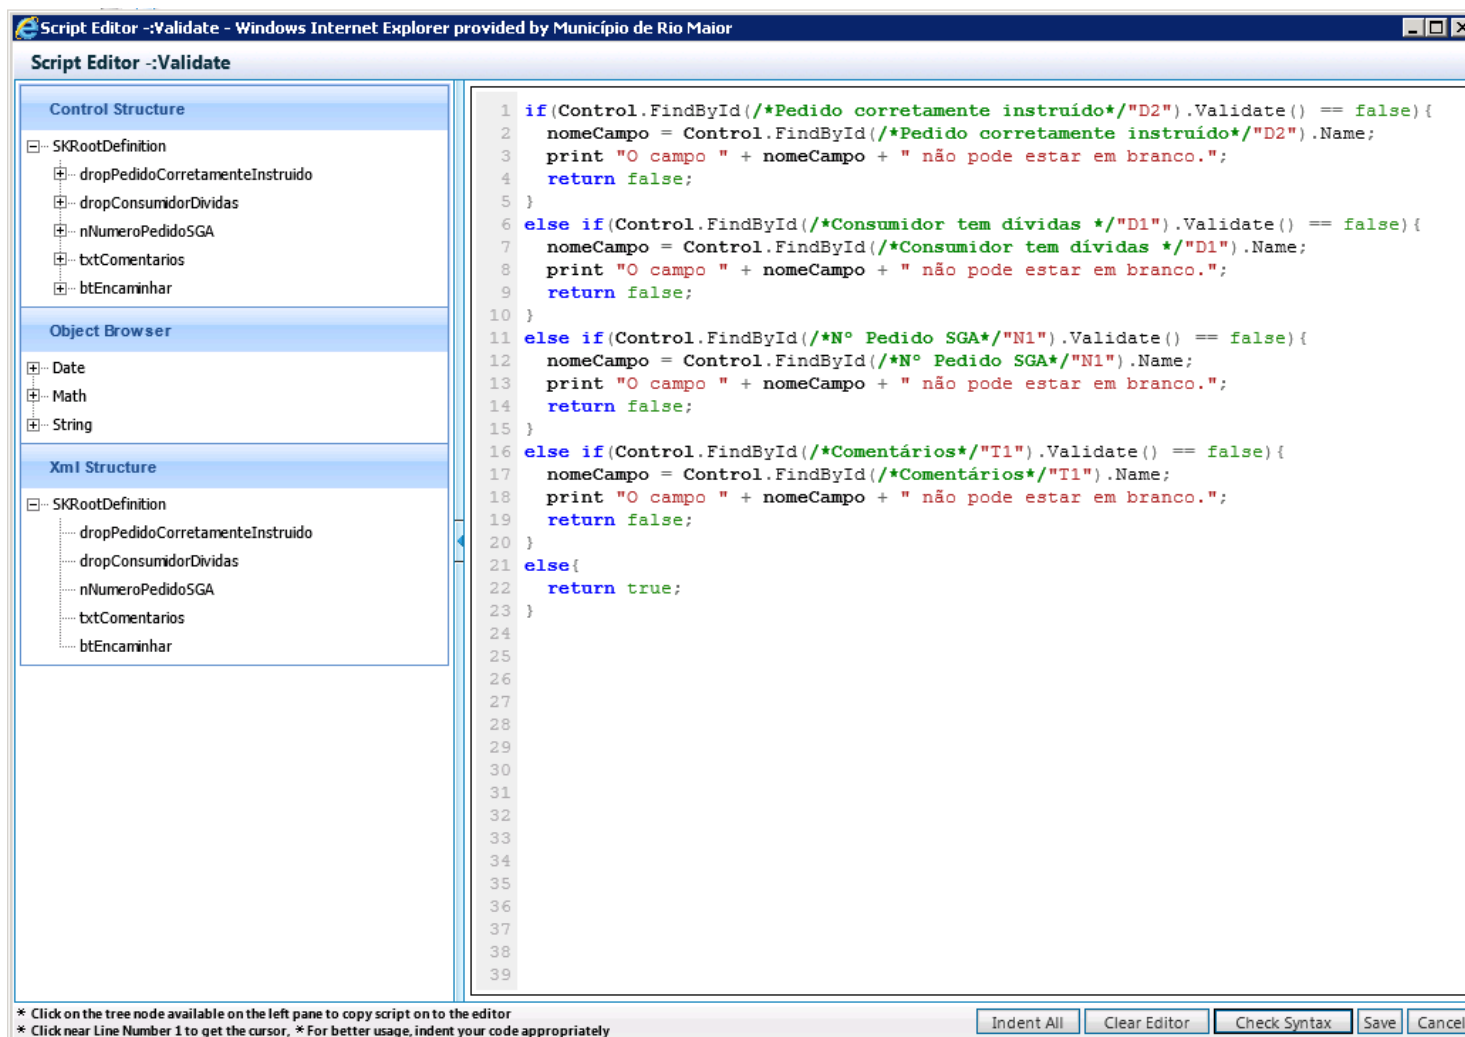 Script Editor -:Validate - Windows Internet Explorer provided by Município de Rio Maior
Script Editor -:Validate
Control Structure
SKRootDefinition
dropPedidoCorretamenteInstruido
dropConsumidorDividas
nNumeroPedidoSGA
txtComentarios
btEncaminhar
Object Browser
Date
Math
String
Xml Structure
SKRootDefinition
dropPedidoCorretamenteInstruido
dropConsumidorDividas
nNumeroPedidoSGA
txtComentarios
btEncaminhar
1 if(Control.FindById(/*Pedido corretamente instruído*/"D2").Validate() == false){
2 nomeCampo = Control.FindById(/*Pedido corretamente instruído*/"D2").Name;
3 print "O campo " + nomeCampo + " não pode estar em branco.";
4 return false;
5 }
6 else if(Control.FindById(/*Consumidor tem dívidas */"D1").Validate() == false){
7 nomeCampo = Control.FindById(/*Consumidor tem dívidas */"D1").Name;
8 print "O campo " + nomeCampo + " não pode estar em branco.";
9 return false;
10 }
11 else if(Control.FindById(/*Nº Pedido SGA*/"N1").Validate() == false){
12 nomeCampo = Control.FindById(/*Nº Pedido SGA*/"N1").Name;
13 print "O campo " + nomeCampo + " não pode estar em branco.";
14 return false;
15 }
16 else if(Control.FindById(/*Comentários*/"T1").Validate() == false){
17 nomeCampo = Control.FindById(/*Comentários*/"T1").Name;
18 print "O campo " + nomeCampo + " não pode estar em branco.";
19 return false;
20 }
21 else{
22 return true;
23 }
24
25
26
27
28
29
30
31
32
33
34
35
36
37
38
39
* Click on the tree node available on the left pane to copy script on to the editor
* Click near Line Number 1 to get the cursor, * For better usage, indent your code appropriately
Indent All Clear Editor Check Syntax Save Cancel